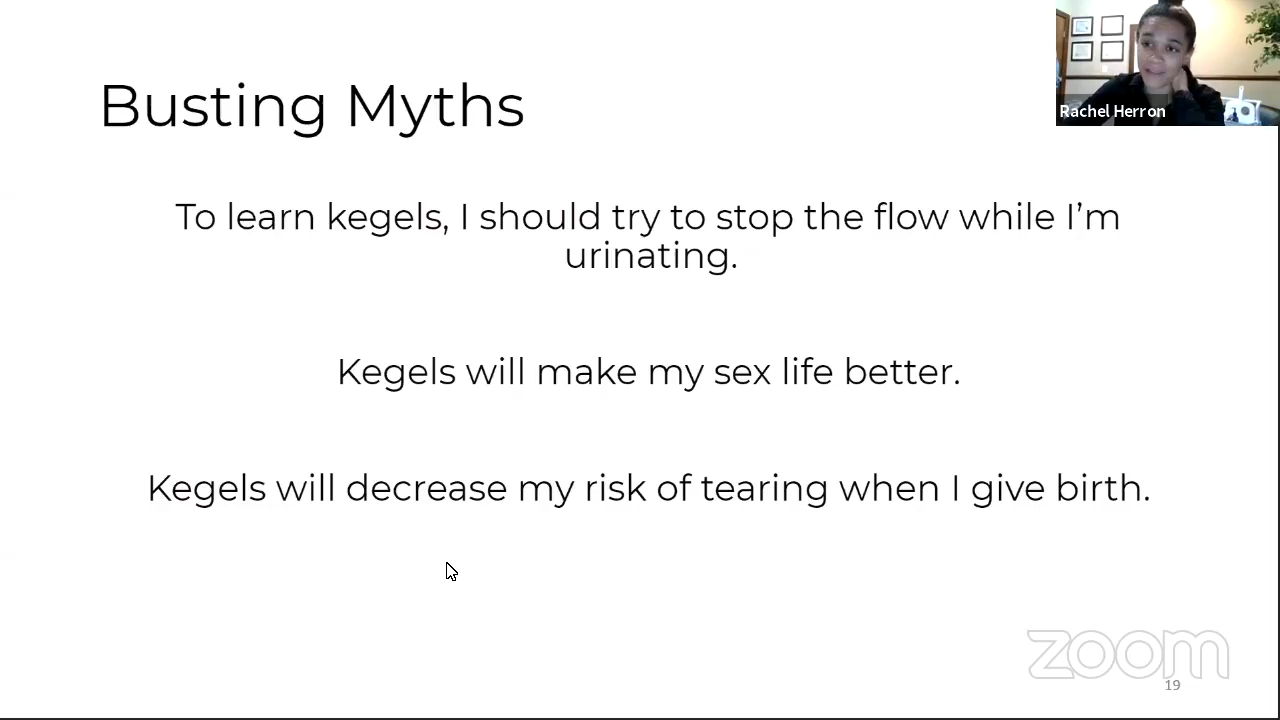 Busting Myths
Rachel Herron
To learn kegels, I should try to stop the flow while I’m
urinating.
Kegels will make my sex life better.
Kegels will decrease my risk of tearing when I give birth.
zoom
19